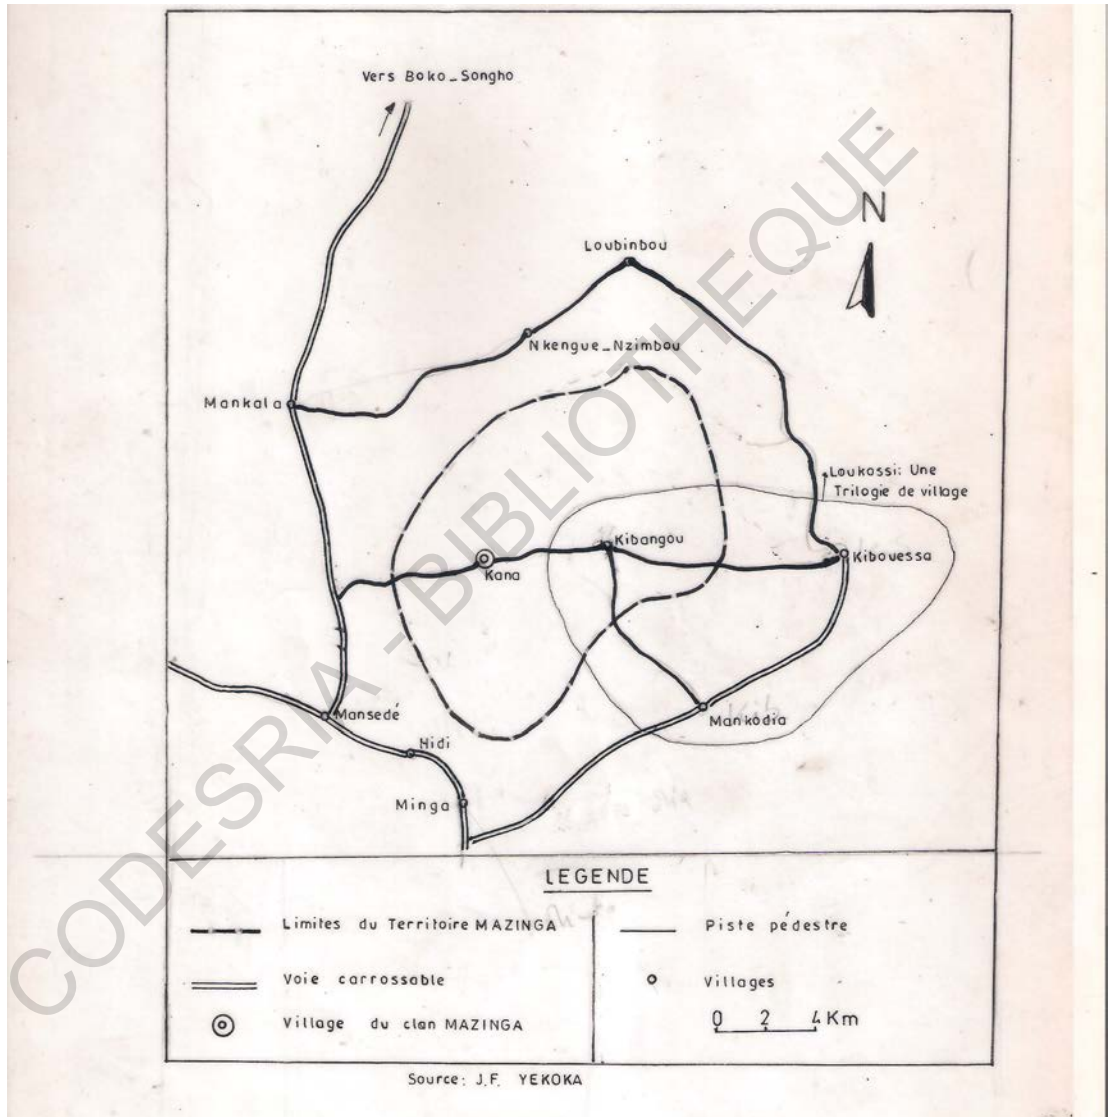 Vers Boko_Songho
N
Loubinbou
Nkengue_Nzimbou
Mankala
Loukossi: Une
Trilogie de village
Kibangou
Kibouessa
Kana
Mansedé
Mankodia
Hidi
Minga
LEGENDE
Limites du Territoire MAZINGA
Piste pédestre
Voie carrossable
Villages
Village du clan MAZINGA
0 2 4 Km
Source: J.F. YEKOKA
CODESRIA - BIBLIOTHEQUE